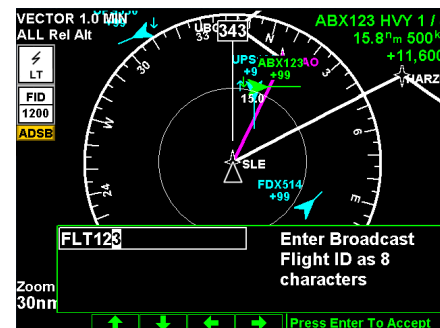 VECTOR 1.0 MIN
ALL Rel Alt
LT
FID
1200
ADSB
343
33
30
W
24
E
6
ABX123 HVY 1 /
15.8nm 500k
+11,600
UPS
+9
ABX123
+99
15.0
HARZ
SLE
FDX514
+99
FLT123
Enter Broadcast
Flight ID as 8
characters
Zoom
30nm
Press Enter To Accept